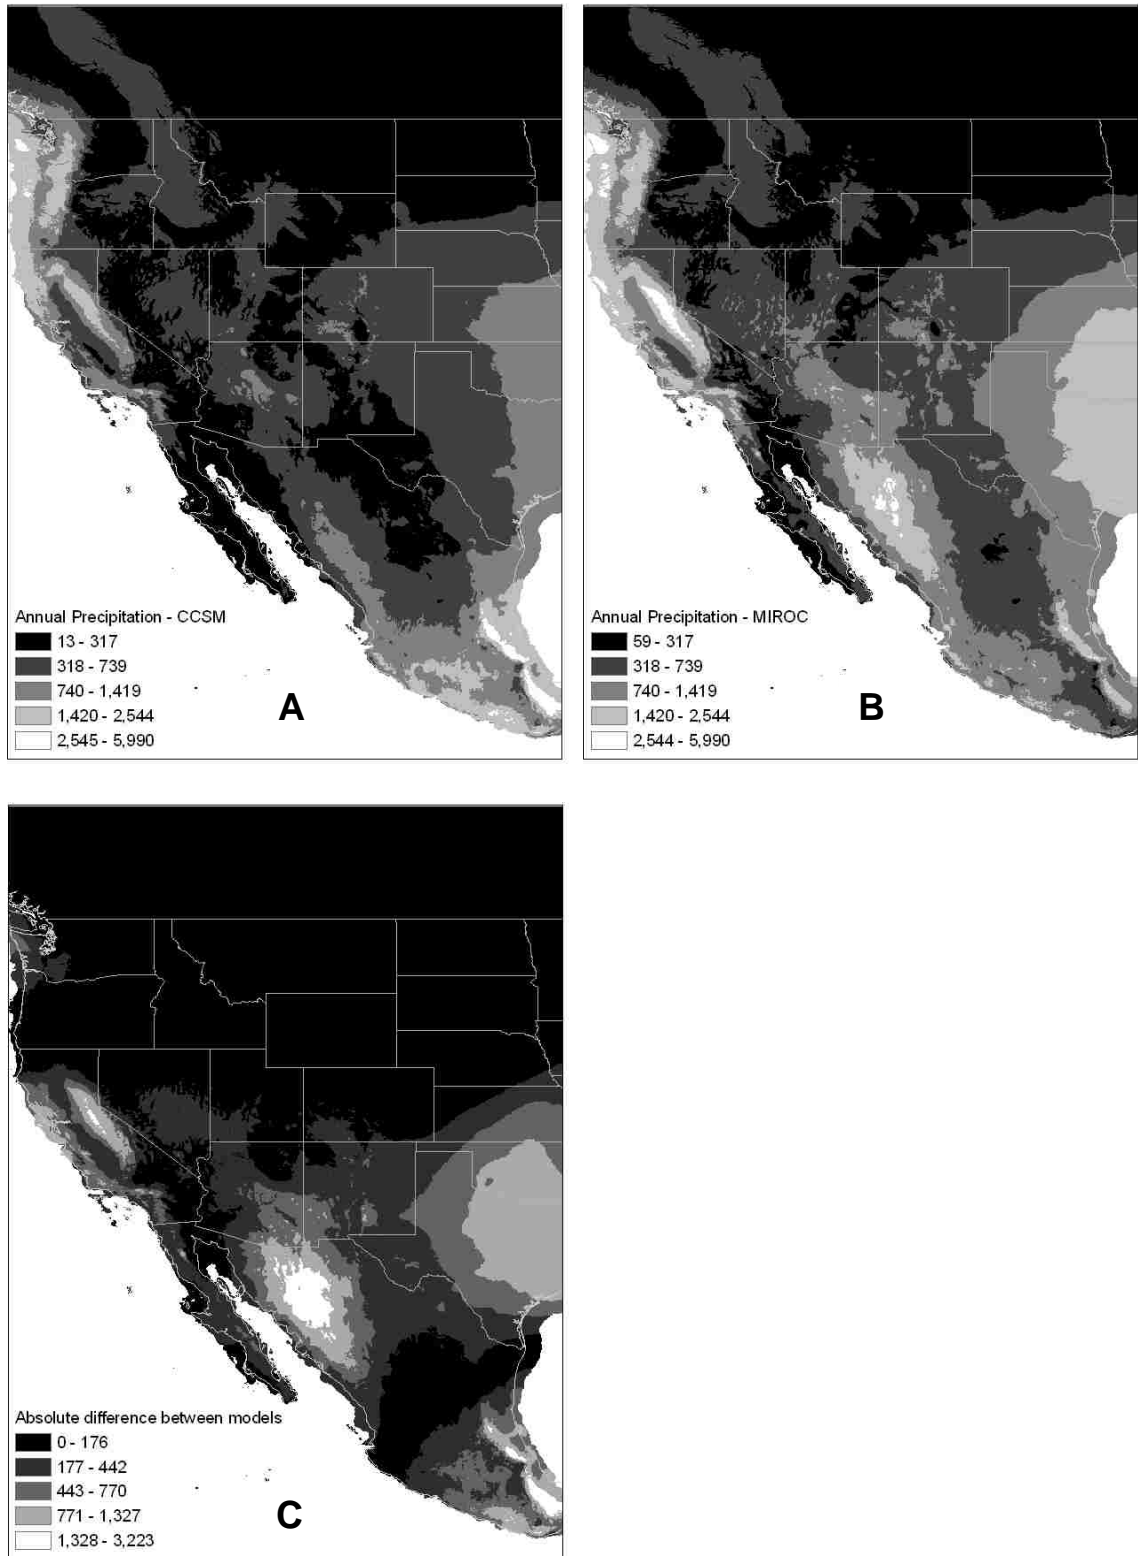 Annual Precipitation - CCSM
13 - 317
318 - 739
740 - 1,419
1,420 - 2,544
2,545 - 5,990
A
Annual Precipitation - MIROC
59 - 317
318 - 739
740 - 1,419
1,420 - 2,544
2,544 - 5,990
B
Absolute difference between models
0 - 176
177 - 442
443 - 770
771 - 1,327
1,328 - 3,223
C